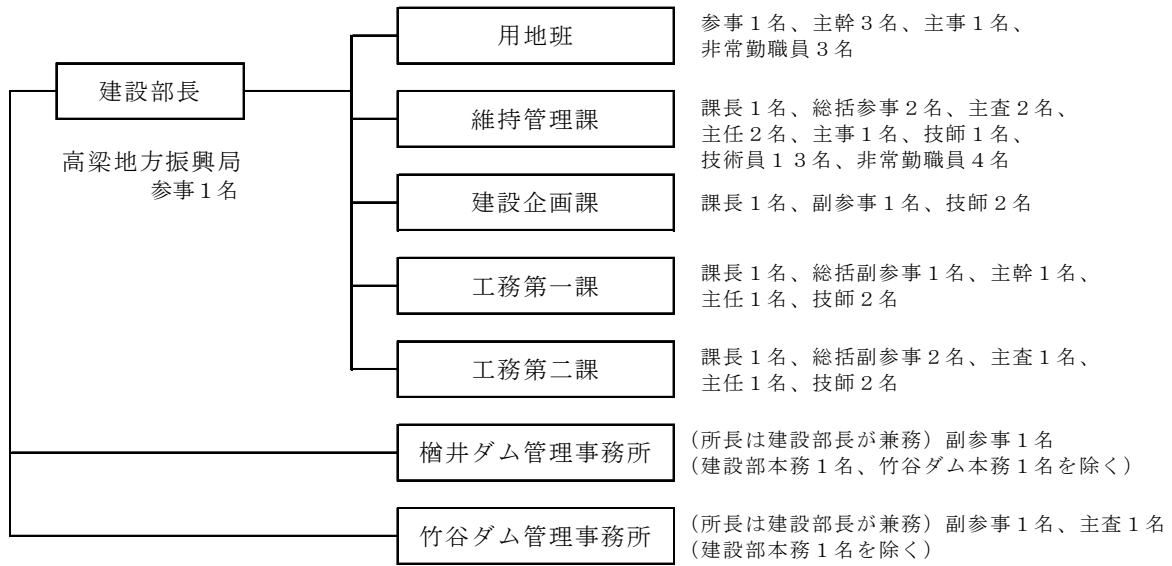 用地班
参事1名、主幹3名、主事1名、
非常勤職員3名
建設部長
高梁地方振興局
参事1名
維持管理課
課長1名、総括参事2名、主査2名、
主任2名、主事1名、技師1名、
技術員13名、非常勤職員4名
建設企画課
課長1名、副参事1名、技師2名
工務第一課
課長1名、総括副参事1名、主幹1名、
主任1名、技師2名
工務第二課
課長1名、総括副参事2名、主査1名、
主任1名、技師2名
楢井ダム管理事務所
(所長は建設部長が兼務)副参事1名
(建設部本務1名、竹谷ダム本務1名を除く)
竹谷ダム管理事務所
(所長は建設部長が兼務)副参事1名、主査1名
(建設部本務1名を除く)